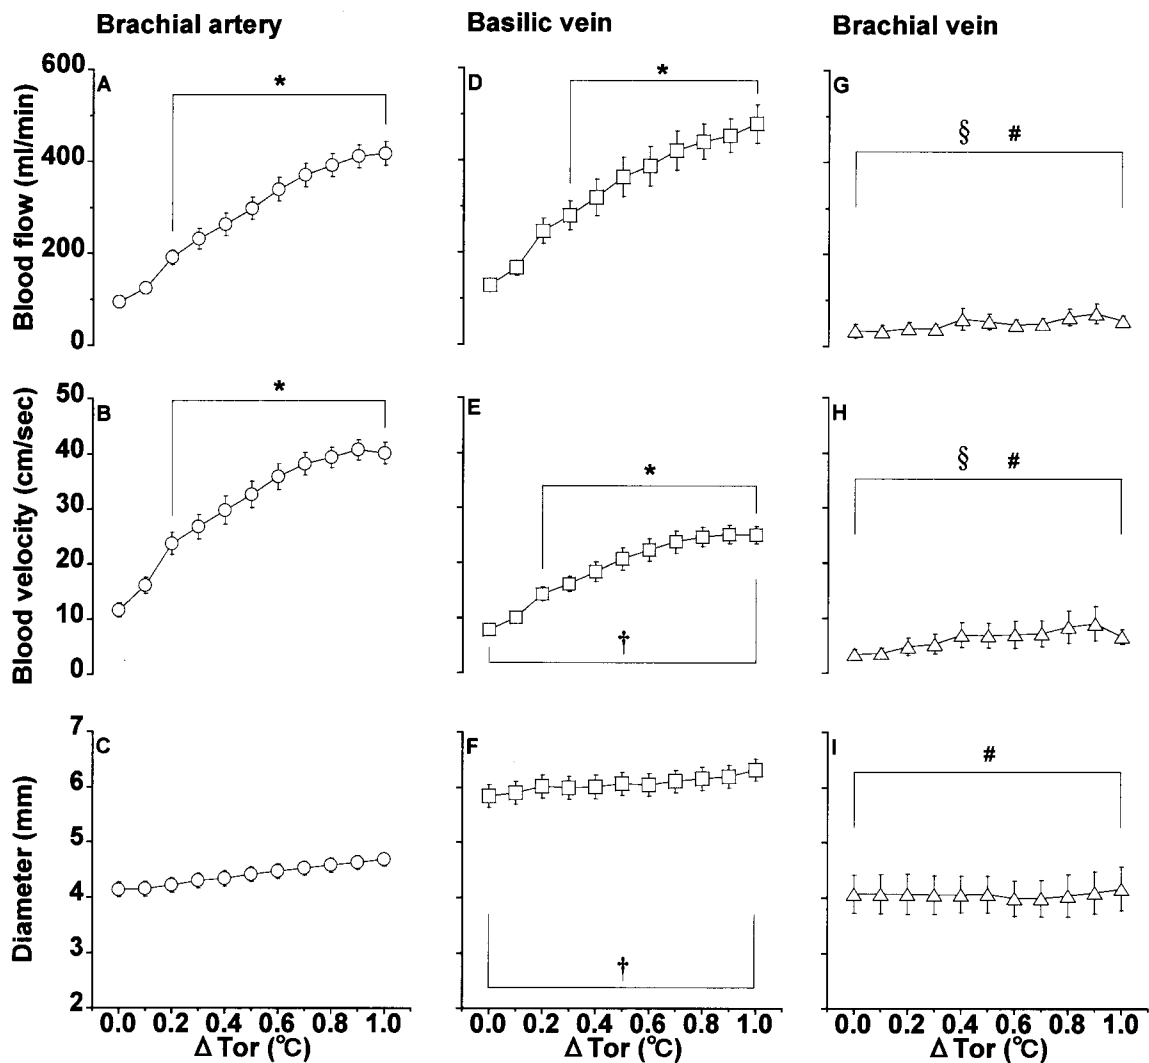 Brachial artery
Basilic vein
Brachial vein
Blood flow (ml/min)
600
400
200
0
A
*
D
*
G
§ #
Blood velocity (cm/sec)
50
40
30
20
10
0
B
*
E
*
†
H
§ #
Diameter (mm)
7
6
5
4
3
2
C
F
†
I
#
0.0 0.2 0.4 0.6 0.8 1.0
0.0 0.2 0.4 0.6 0.8 1.0
0.0 0.2 0.4 0.6 0.8 1.0
Δ Tor (°C)
Δ Tor (°C)
Δ Tor (°C)